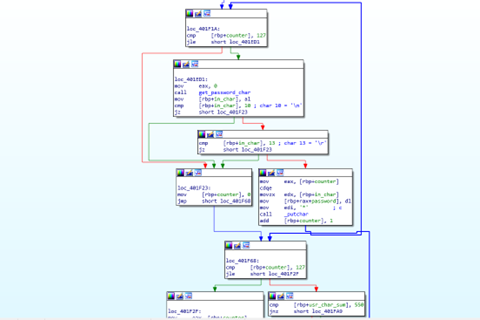 loc_401F1A:
cmp [rbp+counter], 127
jle short loc_401ED1
loc_401ED1:
mov eax, 0
call get_password_char
mov [rbp+in_char], al
cmp [rbp+in_char], 10 ; char 10 = '\n'
jz short loc_401F23
cmp [rbp+in_char], 13 ; char 13 = '\r'
jz short loc_401F23
loc_401F23:
mov [rbp+counter], 0
jmp short loc_401F68
mov eax, [rbp+counter]
cdqe
movzx edx, [rbp+in_char]
mov [rbp+rax+password], dl
mov edi, '*' ; c
call _putchar
add [rbp+counter], 1
loc_401F68:
cmp [rbp+counter], 127
jle short loc_401F2F
loc_401F2F:
cmp [rbp+usr_char_sum], 550
jns short loc_401FA9